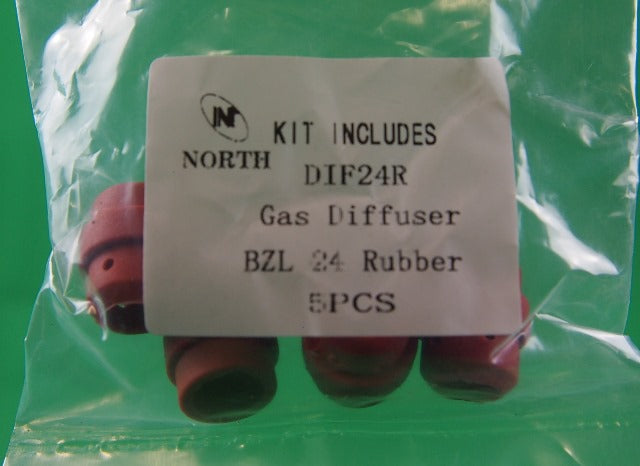 KIT INCLUDES
NORTH
DIF24R
Gas Diffuser
BZL 24 Rubber
5PCS